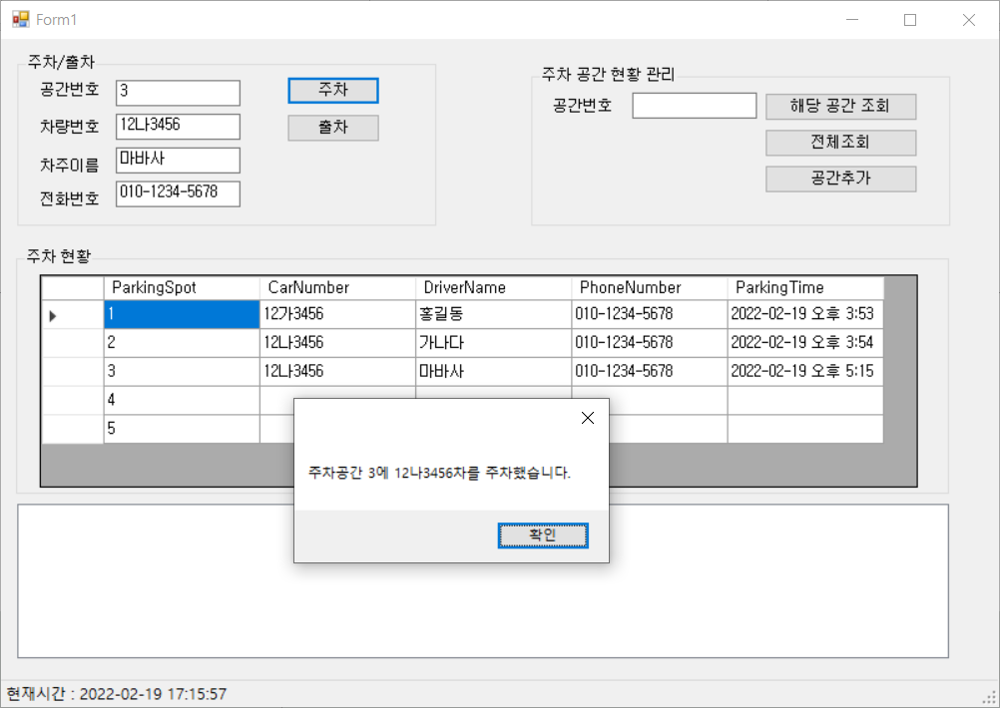 Form1
주차/출차
공간번호 3 주차
차량번호 12나3456 출차
차주이름 마바사
전화번호 010-1234-5678
주차 공간 현황 관리
공간번호 해당 공간 조회
전체조회
공간추가
주차 현황
ParkingSpot CarNumber DriverName PhoneNumber ParkingTime
1 12가3456 홍길동 010-1234-5678 2022-02-19 오후 3:53
2 12나3456 가나다 010-1234-5678 2022-02-19 오후 3:54
3 12나3456 마바사 010-1234-5678 2022-02-19 오후 5:15
4
5
주차공간 3에 12나3456차를 주차했습니다.
확인
현재시간 : 2022-02-19 17:15:57